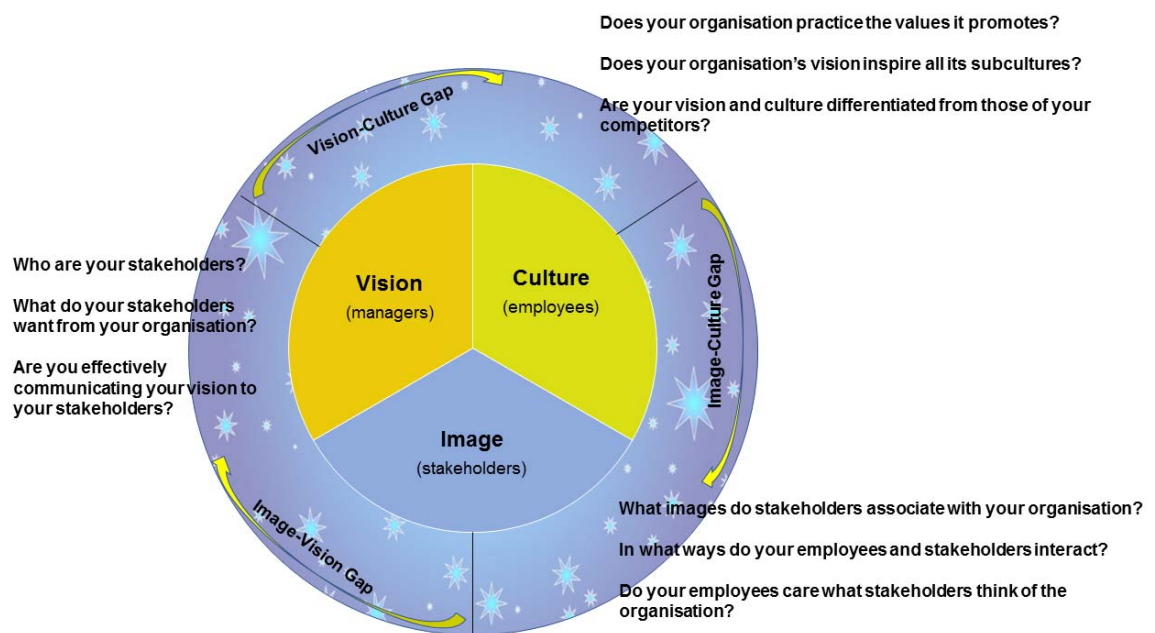 Does your organisation practice the values it promotes?
Does your organisation's vision inspire all its subcultures?
Are your vision and culture differentiated from those of your
competitors?
Vision-Culture Gap
Who are your stakeholders?
What do your stakeholders
want from your organisation?
Are you effectively
communicating your vision to
your stakeholders?
Vision
(managers)
Culture
(employees)
Image
(stakeholders)
Image-Culture Gap
Image-Vision Gap
What images do stakeholders associate with your organisation?
In what ways do your employees and stakeholders interact?
Do your employees care what stakeholders think of the
organisation?